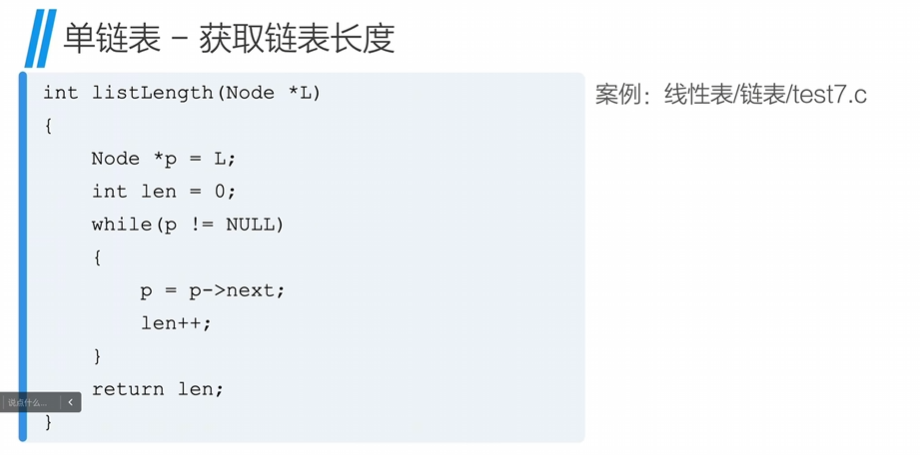 单链表 - 获取链表长度
int listLength(Node *L)
{
    Node *p = L;
    int len = 0;
    while(p != NULL)
    {
        p = p->next;
        len++;
    }
    return len;
}
案例：线性表/链表/test7.c
说点什么...